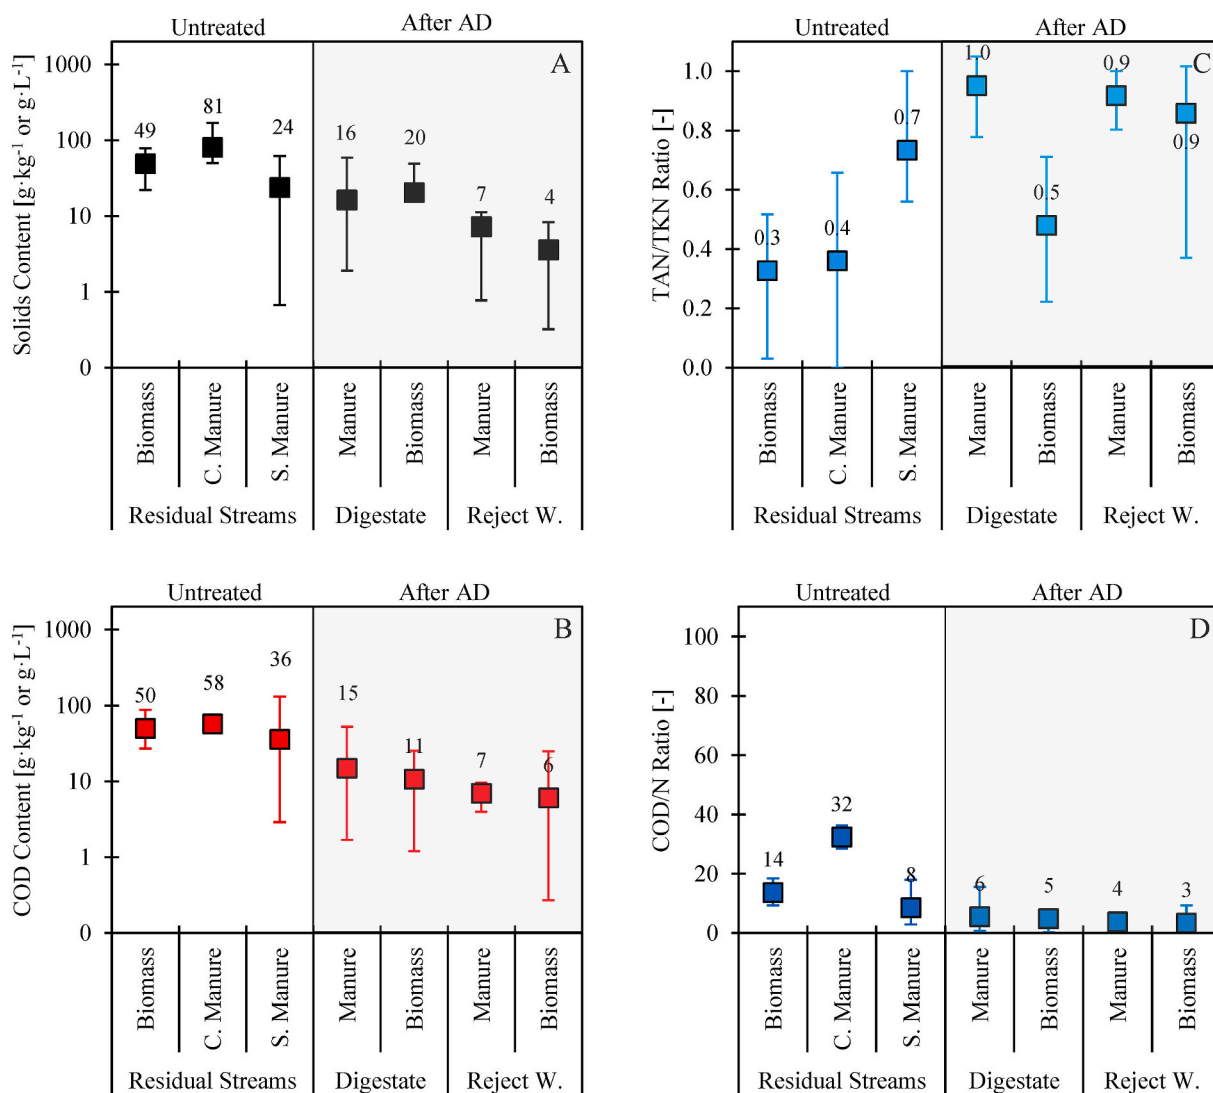 Untreated After AD
A
Solids Content [g·kg⁻¹ or g·L⁻¹]
1000
100
10
1
0
49 81 24 16 20 7 4
Biomass C. Manure S. Manure Manure Biomass Manure Biomass
Residual Streams Digestate Reject W.
Untreated After AD
C
TAN/TKN Ratio [-]
1.0
0.8
0.6
0.4
0.2
0.0
0.3 0.4 0.7 1.0 0.5 0.9 0.9
Biomass C. Manure S. Manure Manure Biomass Manure Biomass
Residual Streams Digestate Reject W.
Untreated After AD
B
COD Content [g·kg⁻¹ or g·L⁻¹]
1000
100
10
1
0
50 58 36 15 11 7 6
Biomass C. Manure S. Manure Manure Biomass Manure Biomass
Residual Streams Digestate Reject W.
Untreated After AD
D
COD/N Ratio [-]
100
80
60
40
20
0
14 32 8 6 5 4 3
Biomass C. Manure S. Manure Manure Biomass Manure Biomass
Residual Streams Digestate Reject W.